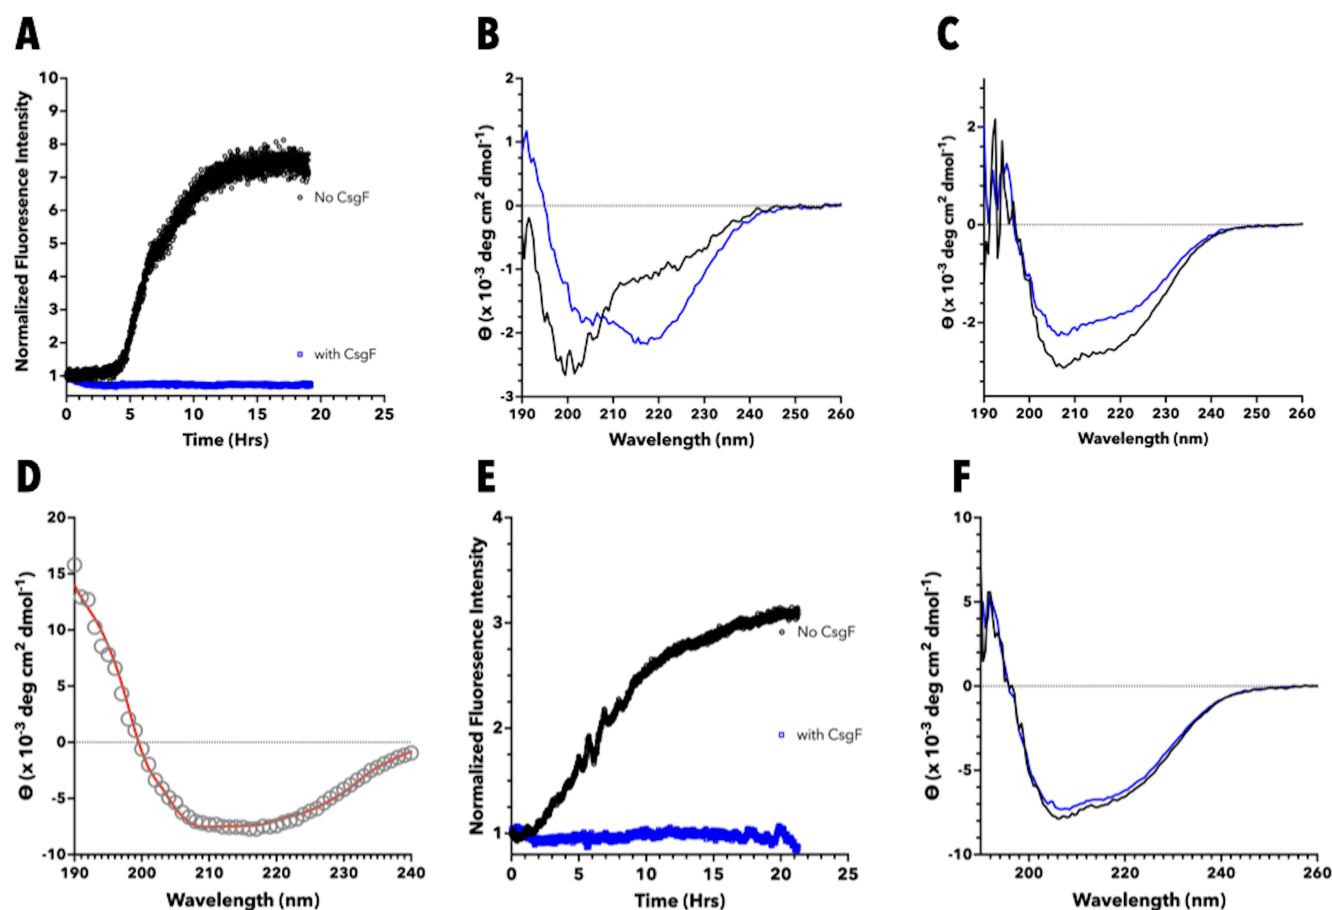 A
10
9
8
7
6
5
4
3
2
1
0 5 10 15 20 25
Normalized Fluoresence Intensity
Time (Hrs)
No CsgF
with CsgF
B
2
1
0
-1
-2
-3
190 200 210 220 230 240 250 260
Θ (x 10⁻³ deg cm² dmol⁻¹)
Wavelength (nm)
C
2
0
-2
190 200 210 220 230 240 250 260
Θ (x 10⁻³ deg cm² dmol⁻¹)
Wavelength (nm)
D
20
15
10
5
0
-5
-10
190 200 210 220 230 240
Θ (x 10⁻³ deg cm² dmol⁻¹)
Wavelength (nm)
E
4
3
2
1
0 5 10 15 20 25
Normalized Fluoresence Intensity
Time (Hrs)
No CsgF
with CsgF
F
10
5
0
-5
-10
200 220 240 260
Θ (x 10⁻³ deg cm² dmol⁻¹)
Wavelength (nm)